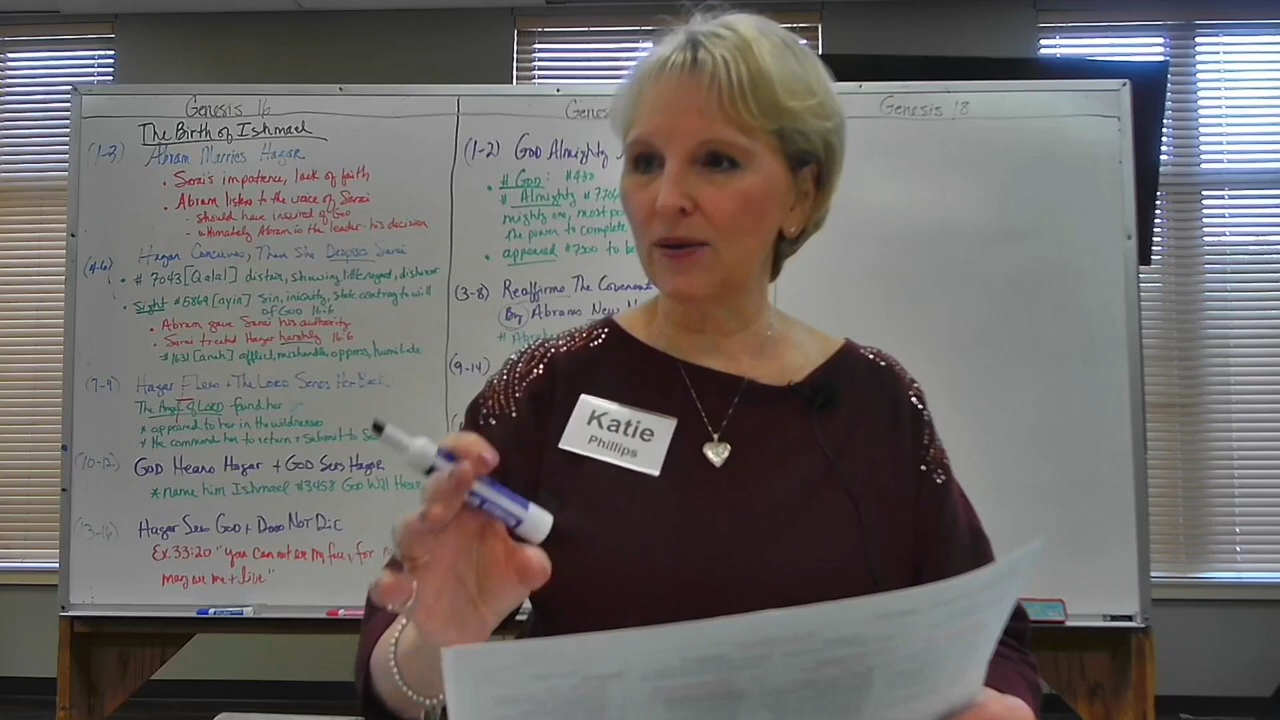 Genesis 16
The Birth of Ishmael
(1-3) Abram Marries Hagar
• Sarai's impatience, lack of faith
• Abram listen to the voice of Sarai
- should have inquired of God
- ultimately Abram is the leader - his decision
(4-6) Hagar Conceives, Then She Despises Sarai
• # 7043 [Qalal] disdain, showing little regard, dishonor
• Sight #5869 [ayin] Sin, iniquity, state contrary to will
of God 16:6
• Abram gave Sarai his authority
• Sarai treated Hagar harshly 16:6
#1631 [anah] afflict, mishandle, oppress, humiliate
(7-9) Hagar Flees + The LORD Sends Her Back
The Angel of LORD found her
* appeared to her in the wilderness
* He command her to return + submit to
(10-12) GOD Hears Hagar + GOD Sees Hagar
* name him Ishmael #3458 God Will Hear
(13-16) Hagar Sees GOD + Does NOT Die
Ex. 33:20 "you can not see my face, for
may see me + live"
Genes
(1-2) GOD Almighty
• # God: #430
# Almighty
mighty one, most
the power to complete
• appeared #7200 to be
(3-8) Reaffirms The Covenant
By Abrams New
# Abra
(9-14)
Genesis 18
Katie
Phillips